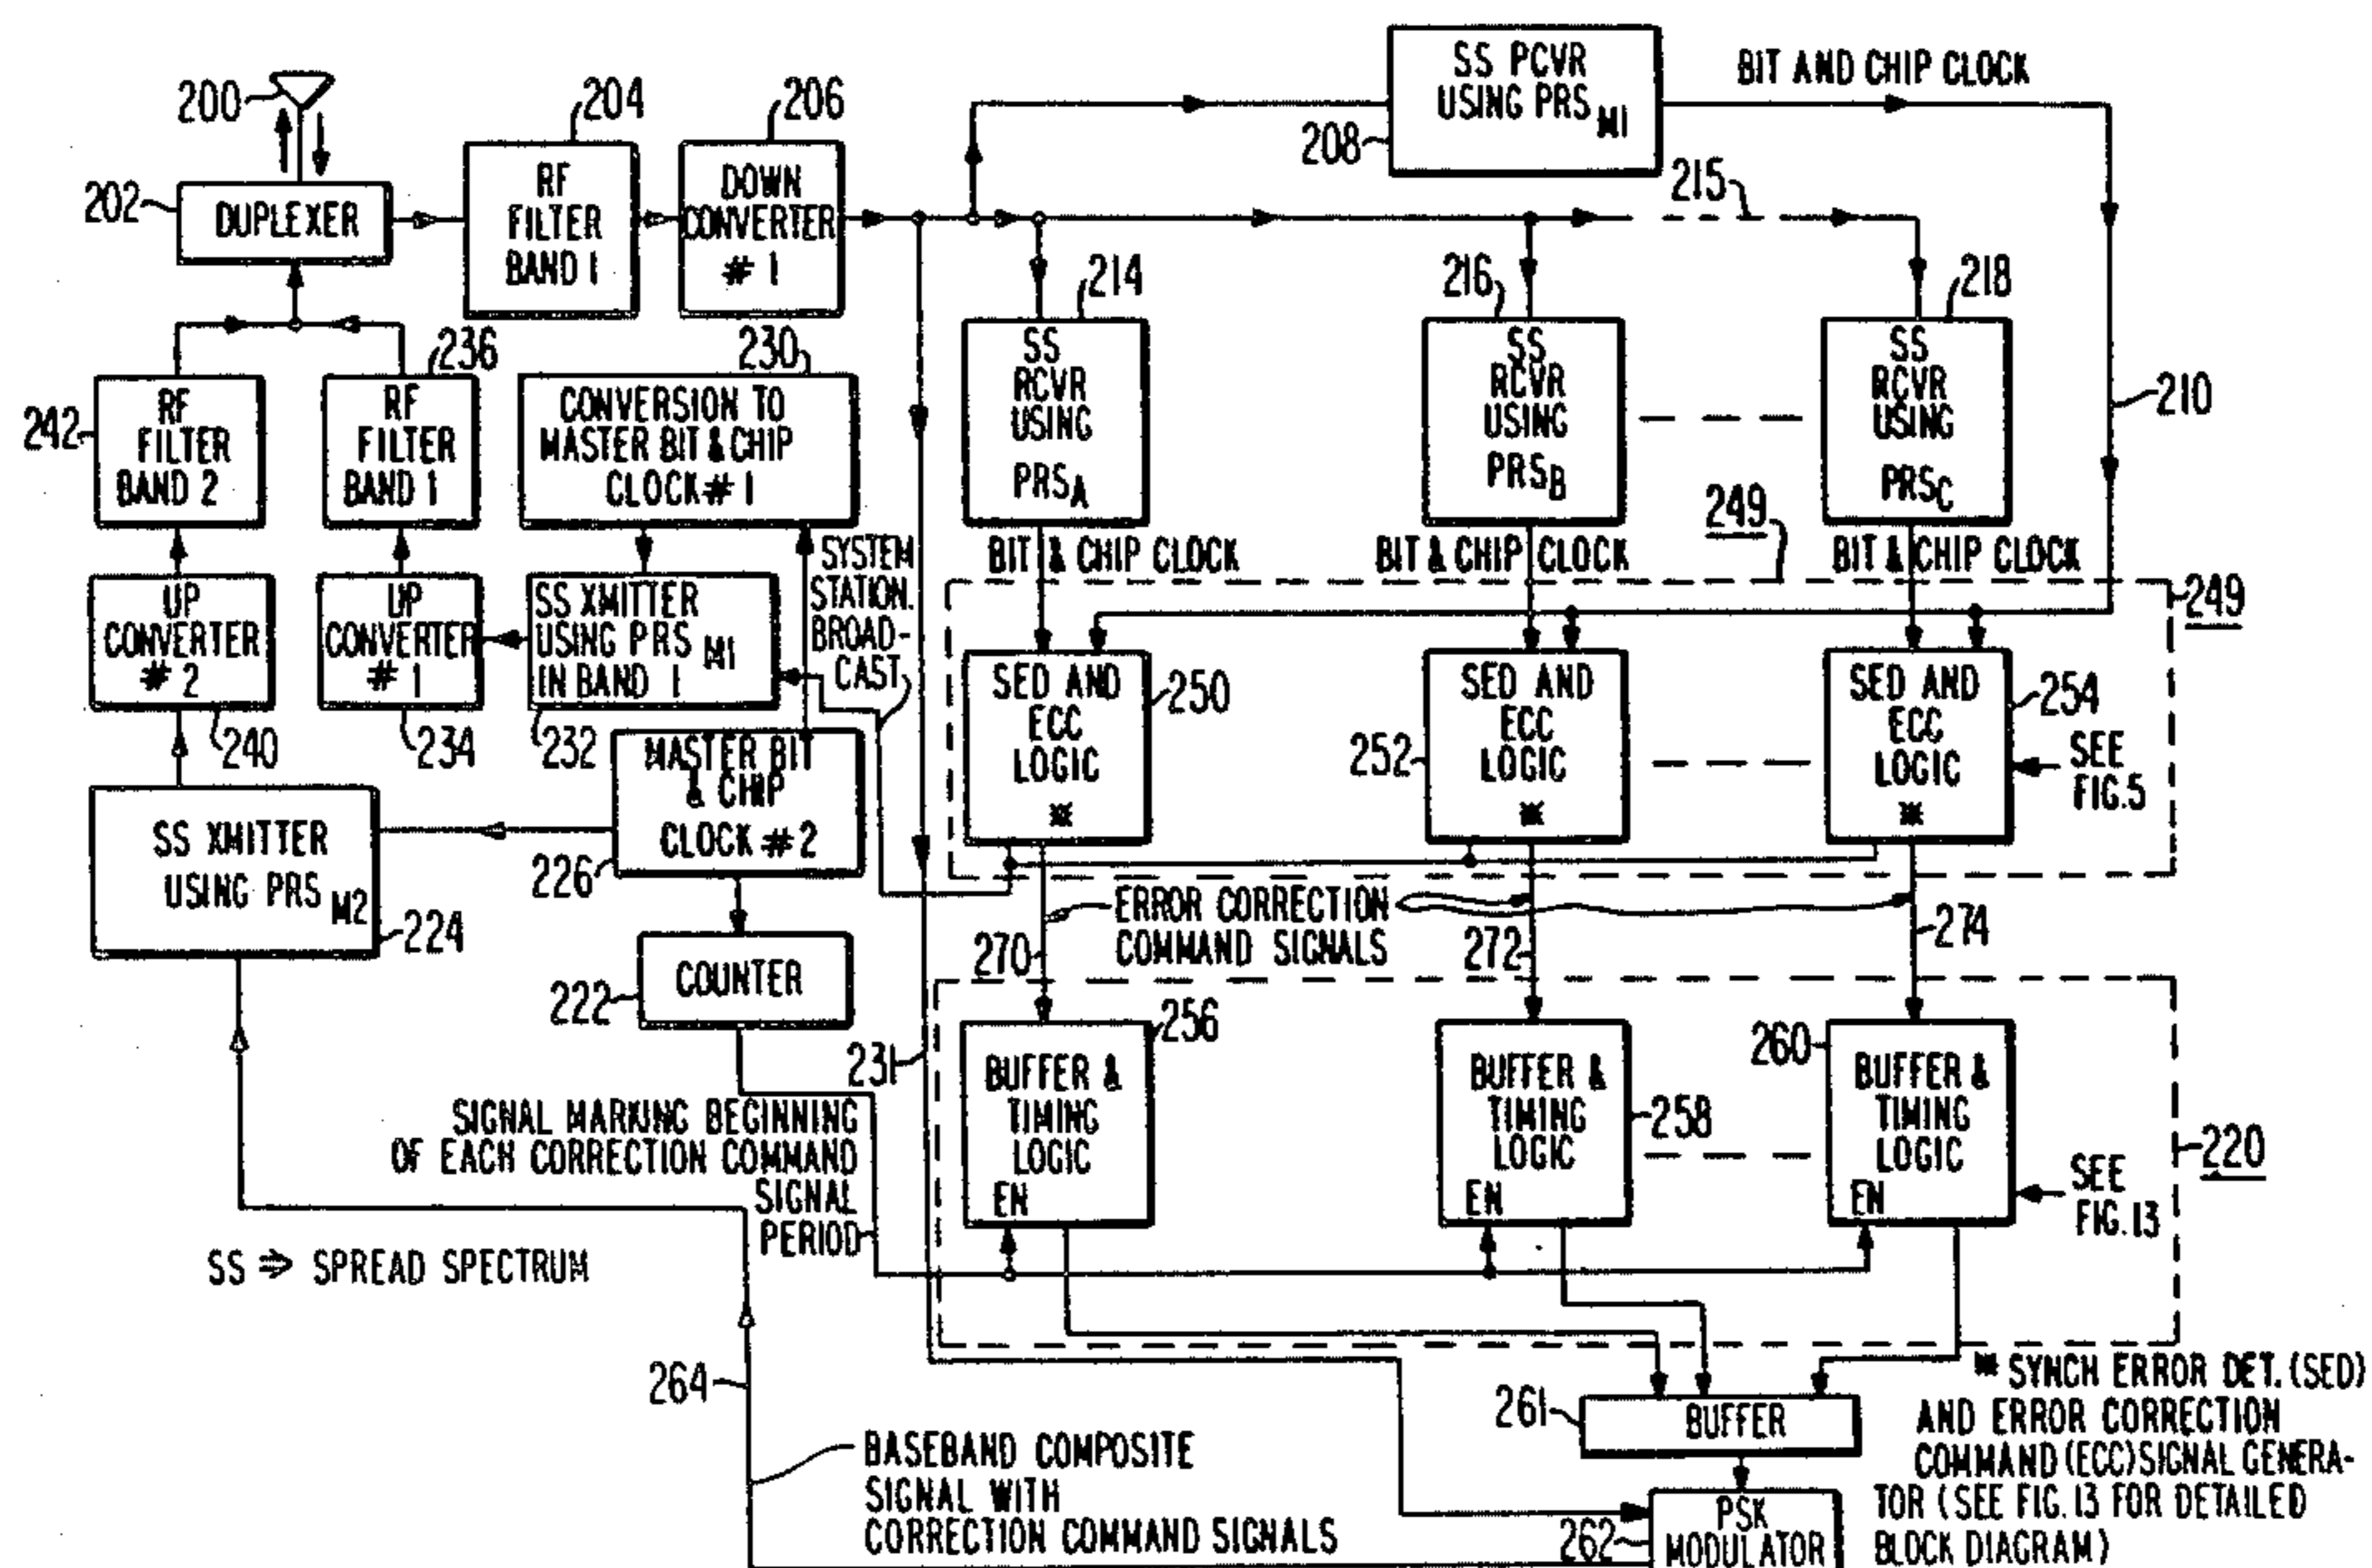 SS PCVR
USING PRS M1
BIT AND CHIP CLOCK
200
204
206
208
215
202
DUPLEXER
RF
FILTER
BAND 1
DOWN
CONVERTER
# 1
214
216
218
236
230
210
242
RF
FILTER
BAND 2
RF
FILTER
BAND 1
CONVERSION TO
MASTER BIT & CHIP
CLOCK # 1
SS
RCVR
USING
PRSA
SS
RCVR
USING
PRSB
SS
RCVR
USING
PRSC
249
BIT & CHIP CLOCK
BIT & CHIP CLOCK
BIT & CHIP CLOCK
249
SYSTEM
STATION.
BROAD-
CAST
UP
CONVERTER
# 2
UP
CONVERTER
# 1
SS XMITTER
USING PRS M1
IN BAND 1
240
234
232
SED AND
ECC
LOGIC
*
250
SED AND
ECC
LOGIC
*
252
SED AND
ECC
LOGIC
*
254
SEE
FIG.5
MASTER BIT
& CHIP
CLOCK # 2
226
SS XMITTER
USING PRS M2
224
ERROR CORRECTION
COMMAND SIGNALS
270
272
274
COUNTER
222
231
256
BUFFER &
TIMING
LOGIC
EN
BUFFER &
TIMING
LOGIC
EN
258
260
BUFFER &
TIMING
LOGIC
EN
220
SEE
FIG.13
SIGNAL MARKING BEGINNING
OF EACH CORRECTION COMMAND
SIGNAL
PERIOD
SS ⇒ SPREAD SPECTRUM
264
261
BUFFER
BASEBAND COMPOSITE
SIGNAL WITH
CORRECTION COMMAND SIGNALS
262
PSK
MODULATOR
* SYNCH ERROR DET. (SED)
AND ERROR CORRECTION
COMMAND (ECC) SIGNAL GENERA-
TOR (SEE FIG. 13 FOR DETAILED
BLOCK DIAGRAM)